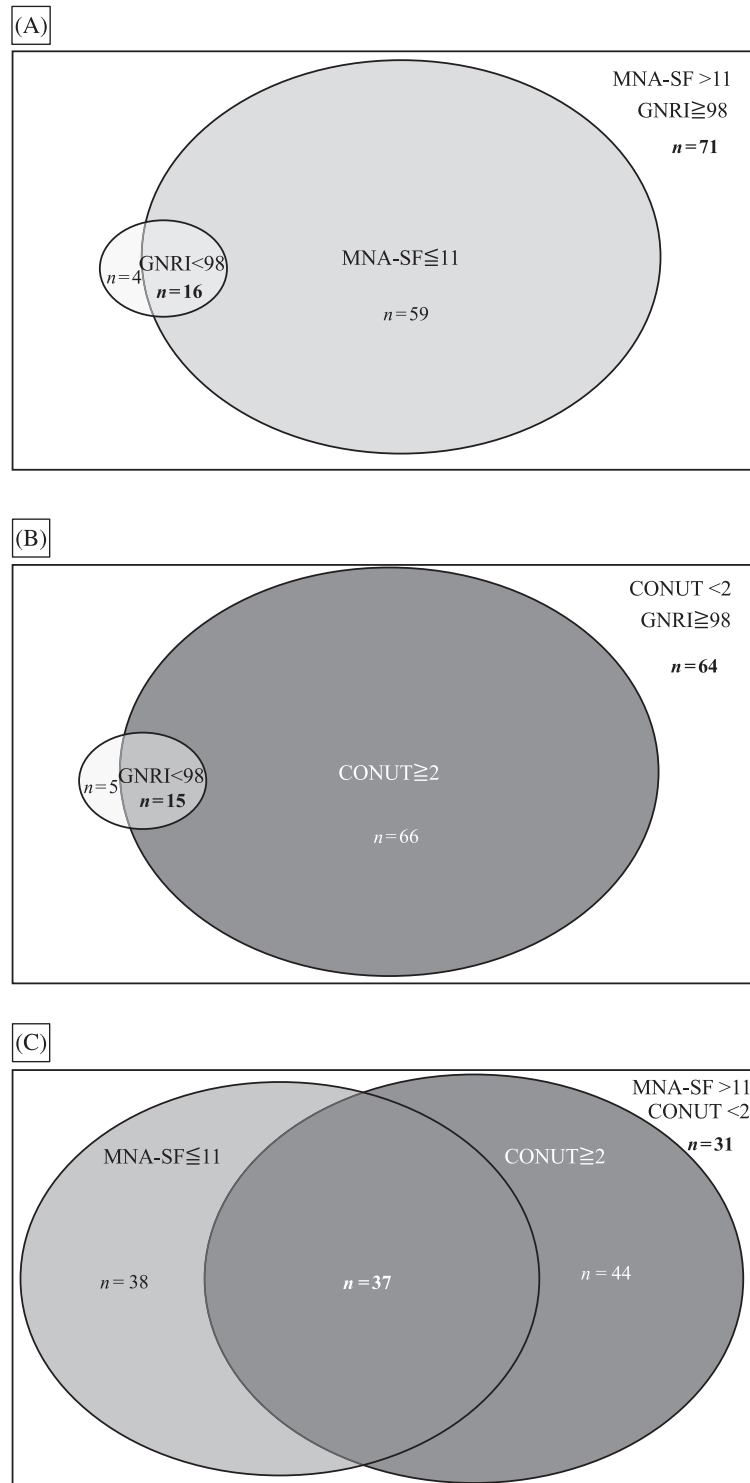 (A)
MNA-SF >11
GNRI≧98
n=71
GNRI<98
n=4
n=16
MNA-SF≦11
n=59
(B)
CONUT <2
GNRI≧98
n=64
GNRI<98
n=5
n=15
CONUT≧2
n=66
(C)
MNA-SF >11
CONUT <2
n=31
MNA-SF≦11
CONUT≧2
n=38
n=37
n=44